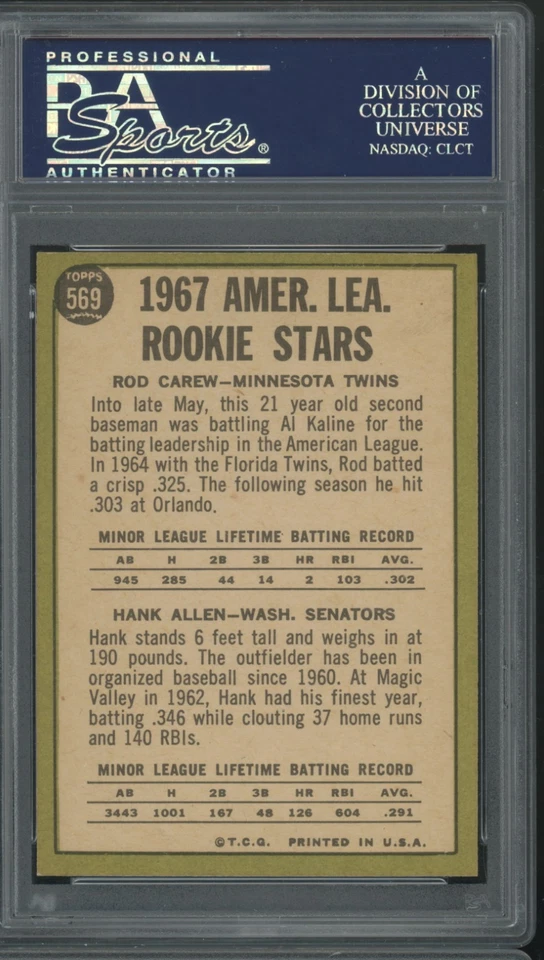 PROFESSIONAL
PSA
Sports®
AUTHENTICATOR
A
DIVISION OF
COLLECTORS
UNIVERSE
NASDAQ: CLCT
TOPPS
569
1967 AMER. LEA.
ROOKIE STARS
ROD CAREW—MINNESOTA TWINS
Into late May, this 21 year old second
baseman was battling Al Kaline for the
batting leadership in the American League.
In 1964 with the Florida Twins, Rod batted
a crisp .325. The following season he hit
.303 at Orlando.
MINOR LEAGUE LIFETIME BATTING RECORD
AB H 2B 3B HR RBI AVG.
945 285 44 14 2 103 .302
HANK ALLEN—WASH. SENATORS
Hank stands 6 feet tall and weighs in at
190 pounds. The outfielder has been in
organized baseball since 1960. At Magic
Valley in 1962, Hank had his finest year,
batting .346 while clouting 37 home runs
and 140 RBIs.
MINOR LEAGUE LIFETIME BATTING RECORD
AB H 2B 3B HR RBI AVG.
3443 1001 167 48 126 604 .291
©T.C.G. PRINTED IN U.S.A.